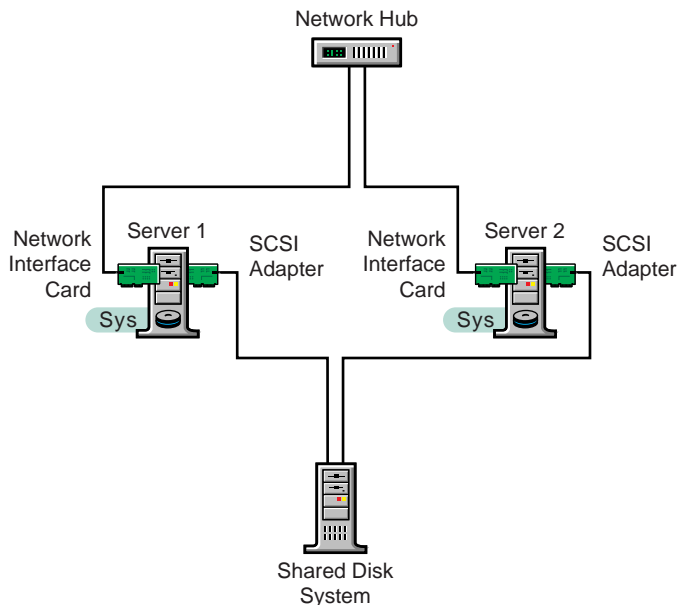 Network Hub
Network
Interface
Card
Server 1
SCSI
Adapter
Sys
Network
Interface
Card
Server 2
SCSI
Adapter
Sys
Shared Disk
System